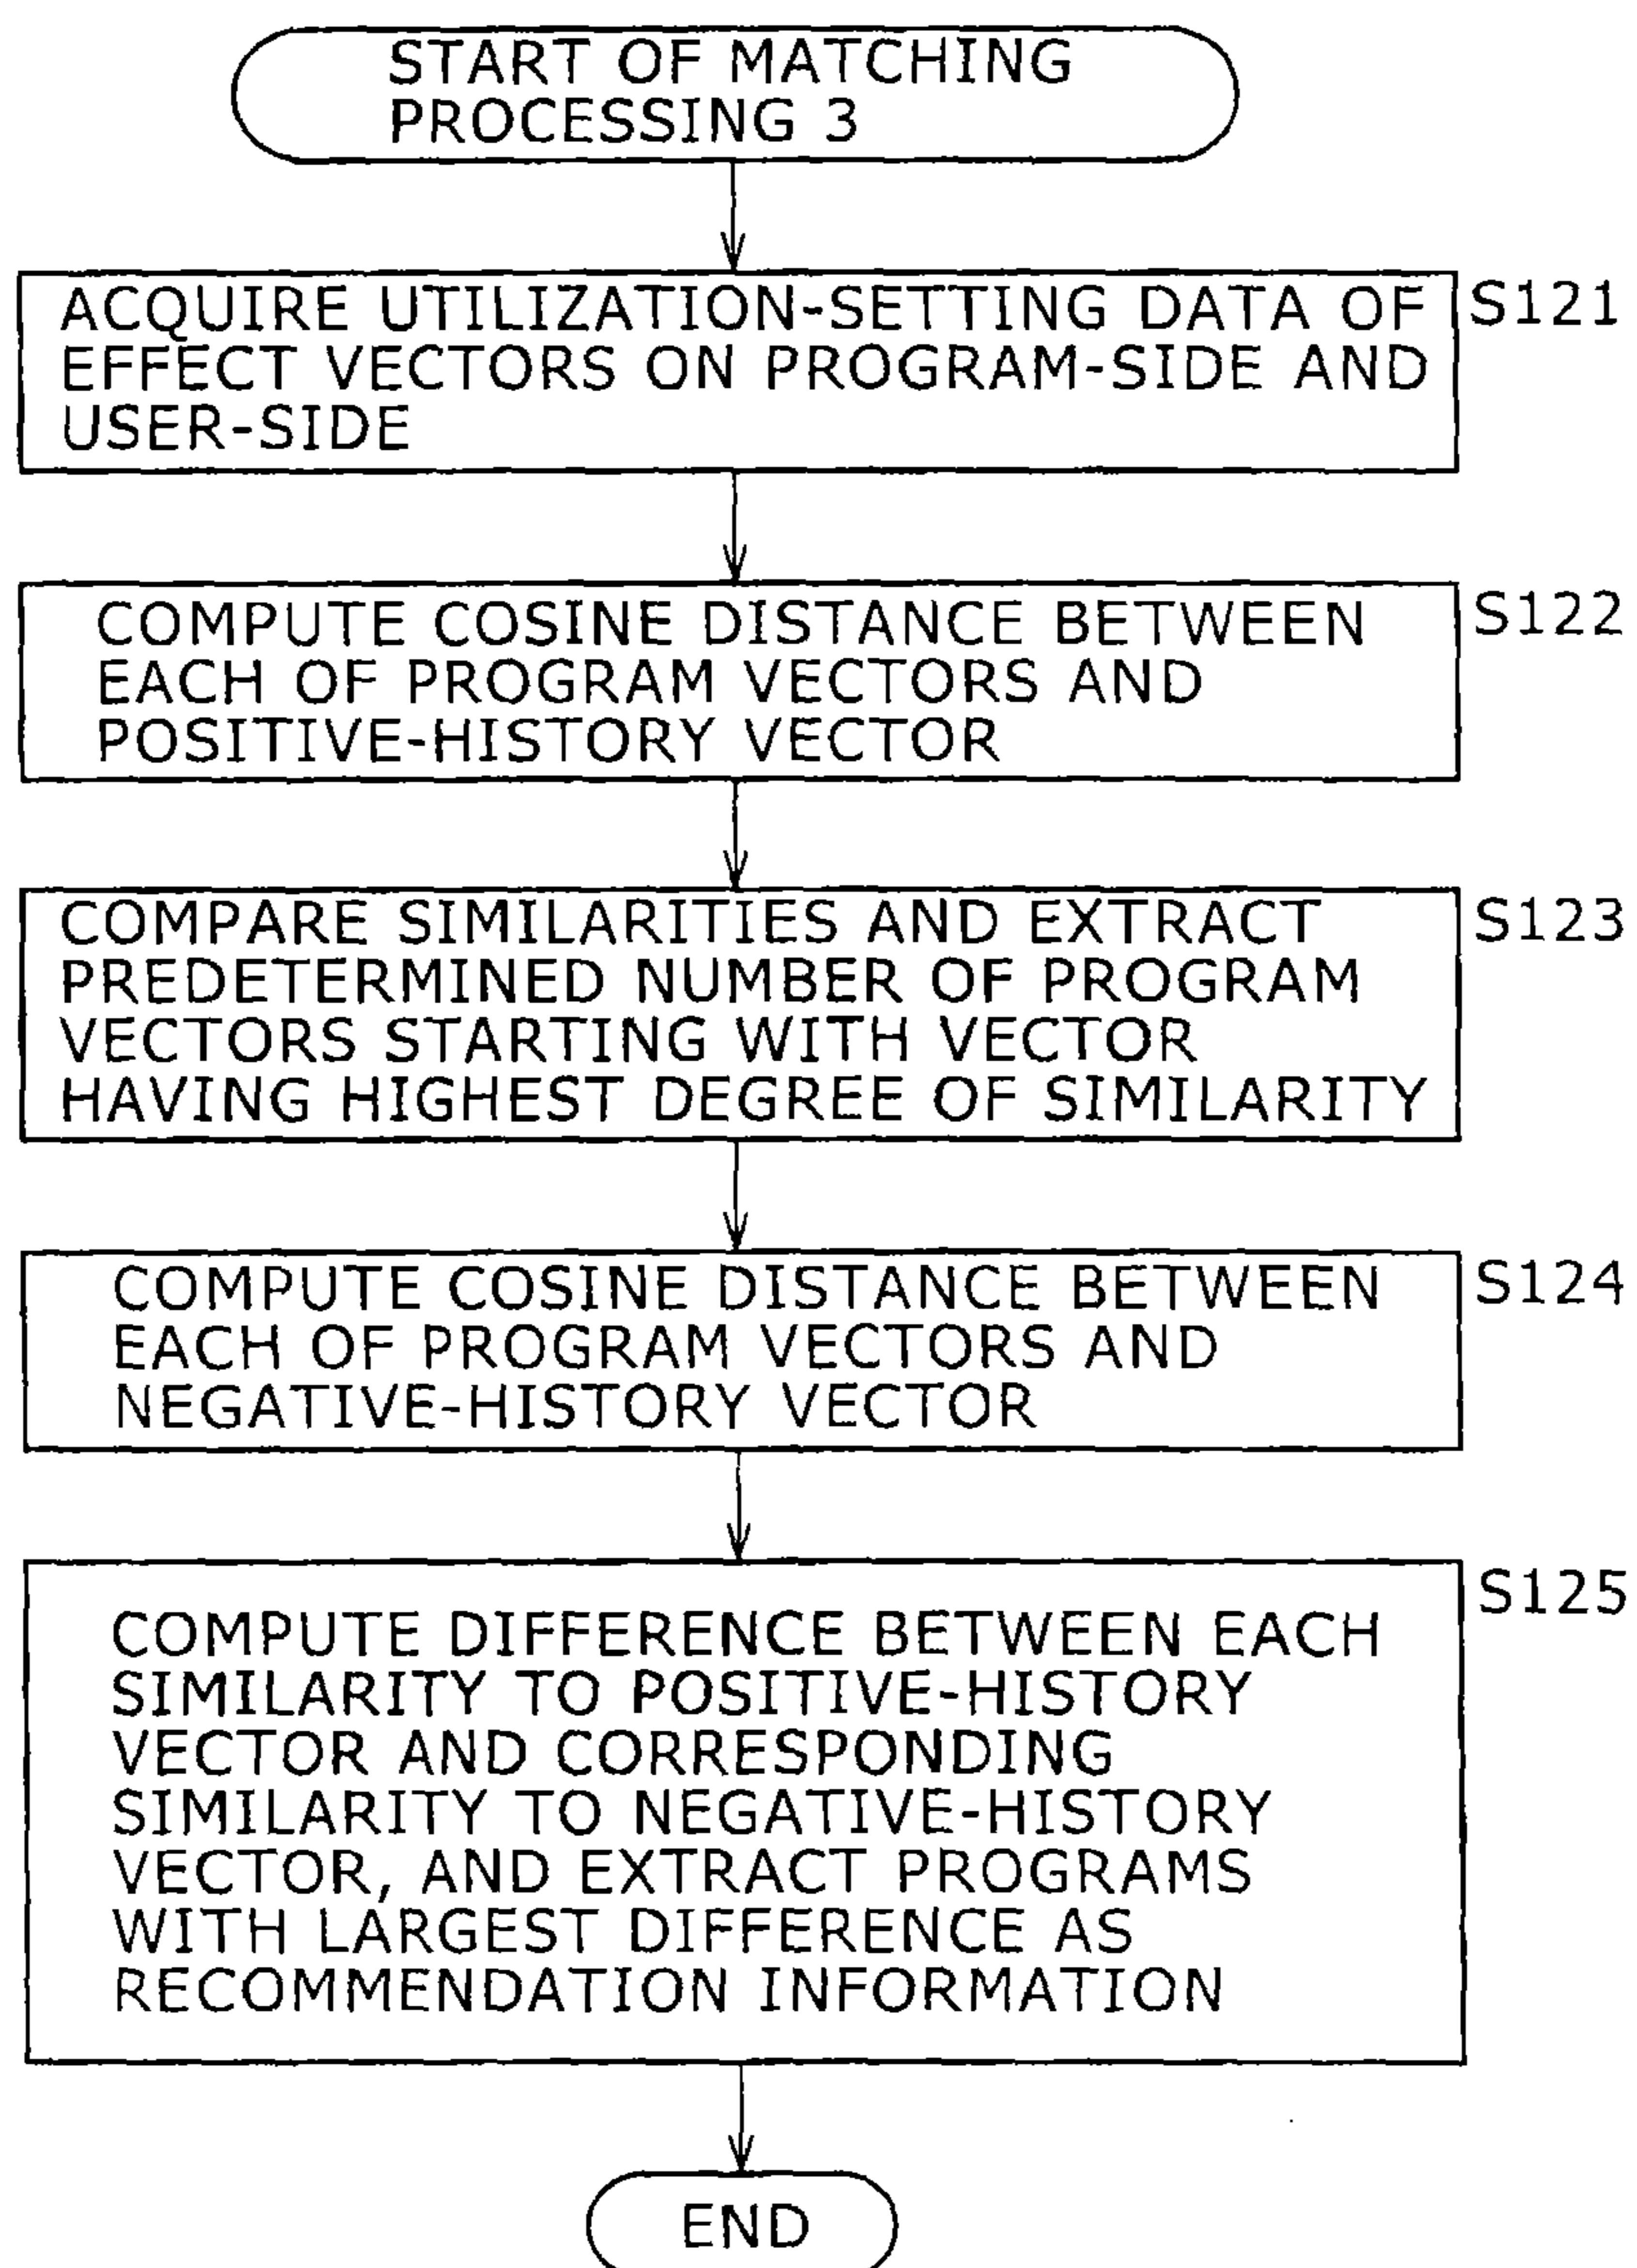 START OF MATCHING
PROCESSING 3
ACQUIRE UTILIZATION-SETTING DATA OF
EFFECT VECTORS ON PROGRAM-SIDE AND
USER-SIDE
S121
COMPUTE COSINE DISTANCE BETWEEN
EACH OF PROGRAM VECTORS AND
POSITIVE-HISTORY VECTOR
S122
COMPARE SIMILARITIES AND EXTRACT
PREDETERMINED NUMBER OF PROGRAM
VECTORS STARTING WITH VECTOR
HAVING HIGHEST DEGREE OF SIMILARITY
S123
COMPUTE COSINE DISTANCE BETWEEN
EACH OF PROGRAM VECTORS AND
NEGATIVE-HISTORY VECTOR
S124
COMPUTE DIFFERENCE BETWEEN EACH
SIMILARITY TO POSITIVE-HISTORY
VECTOR AND CORRESPONDING
SIMILARITY TO NEGATIVE-HISTORY
VECTOR, AND EXTRACT PROGRAMS
WITH LARGEST DIFFERENCE AS
RECOMMENDATION INFORMATION
S125
END